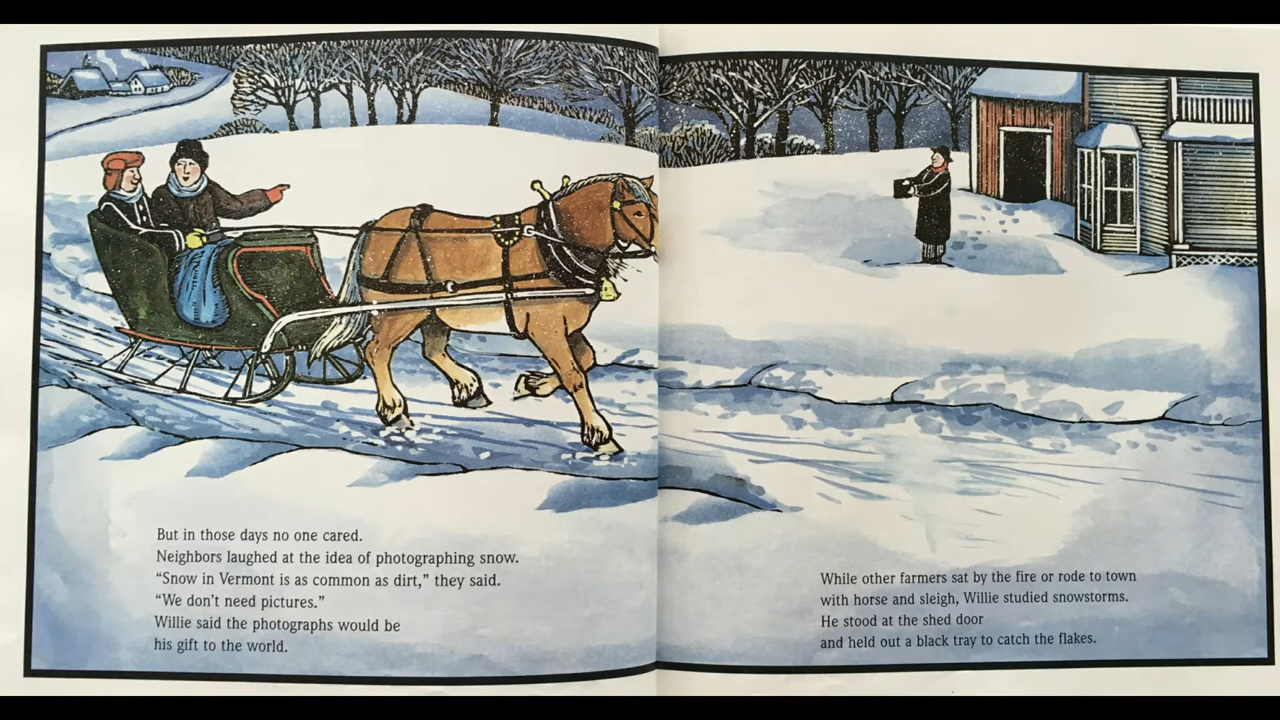 But in those days no one cared.
Neighbors laughed at the idea of photographing snow.
“Snow in Vermont is as common as dirt,” they said.
“We don’t need pictures.”
Willie said the photographs would be
his gift to the world.
While other farmers sat by the fire or rode to town
with horse and sleigh, Willie studied snowstorms.
He stood at the shed door
and held out a black tray to catch the flakes.